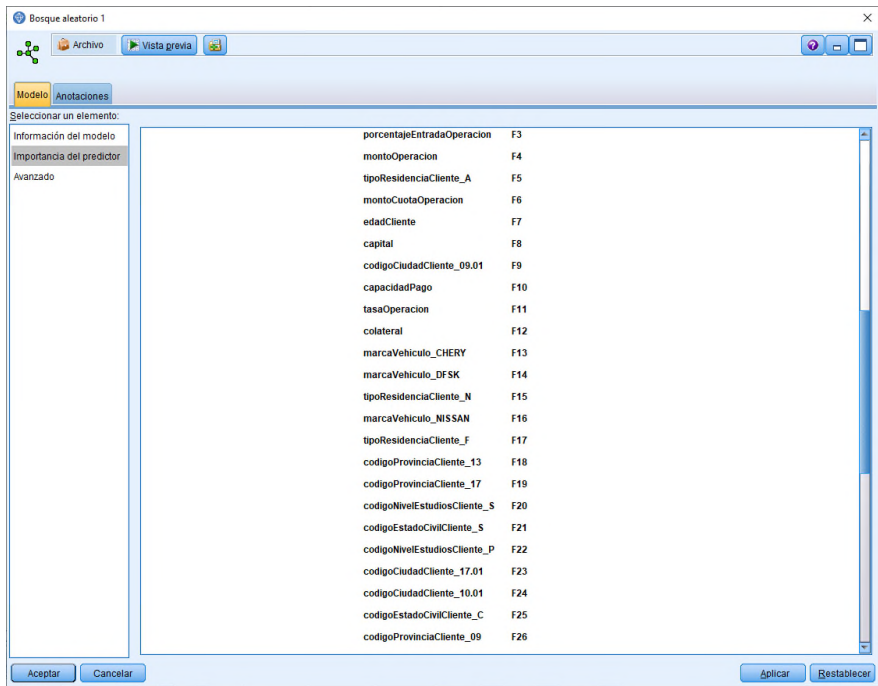 Bosque aleatorio 1
Archivo Vista previa
Modelo Anotaciones
Seleccionar un elemento:
Información del modelo
Importancia del predictor
Avanzado
porcentajeEntradaOperacion F3
montoOperacion F4
tipoResidenciaCliente_A F5
montoCuotaOperacion F6
edadCliente F7
capital F8
codigoCiudadCliente_09.01 F9
capacidadPago F10
tasaOperacion F11
colateral F12
marcaVehiculo_CHERY F13
marcaVehiculo_DFSK F14
tipoResidenciaCliente_N F15
marcaVehiculo_NISSAN F16
tipoResidenciaCliente_F F17
codigoProvinciaCliente_13 F18
codigoProvinciaCliente_17 F19
codigoNivelEstudiosCliente_S F20
codigoEstadoCivilCliente_S F21
codigoNivelEstudiosCliente_P F22
codigoCiudadCliente_17.01 F23
codigoCiudadCliente_10.01 F24
codigoEstadoCivilCliente_C F25
codigoProvinciaCliente_09 F26
Aceptar Cancelar Aplicar Restablecer